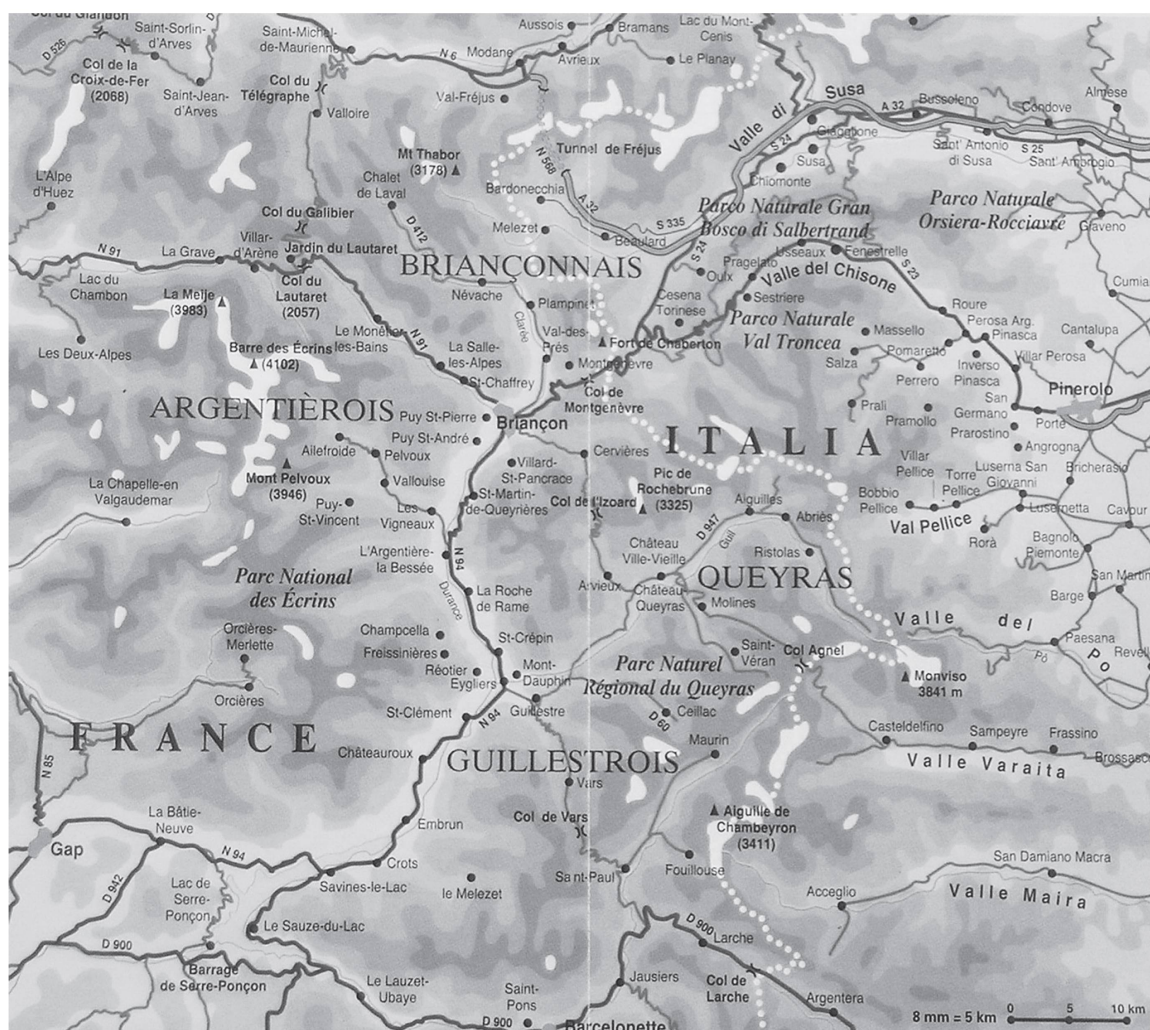 Col du Glandon
D 526
Saint-Sorlin-
d'Arves
Col de la
Croix-de-Fer
(2068)
Saint-Jean-
d'Arves
Saint-Michel-
de-Maurienne
Col du
Télégraphe
Valloire
N 6
Modane
Aussois
Avrieux
Bramans
Lac du Mont-
Cenis
Le Planay
Val-Fréjus
Valle di Susa
A 32
Bussoleno
Condove
Almese
Giaglione
S 24
Susa
Sant' Antonio
di Susa
S 25
Sant' Ambrogio
Chiomonte
Tunnel de Fréjus
N 568
Mt Thabor
(3178)
Chalet
de Laval
L'Alpe
d'Huez
Bardonecchia
A 32
S 335
Parco Naturale Gran
Bosco di Salbertrand
Parco Naturale
Orsiera-Rocciavré
Giaveno
Col du Galibier
D 412
Melezet
Beaulard
S 24
Usseaux
Fenestrelle
N 91
La Grave
Villar-
d'Arène
Jardin du Lautaret
BRIANÇONNAIS
Oulx
Pragelato
Valle del Chisone
S 23
Lac du
Chambon
La Meije
(3983)
Col du
Lautaret
(2057)
Névache
Plampinet
Cesena
Torinese
Sestriere
Cumiana
Roure
Le Monêtier
les-Bains
N 91
Clarée
Val-des-
Prés
Fort de Chaberton
Parco Naturale
Val Troncea
Massello
Perosa Arg.
Pinasca
Cantalupa
Les Deux-Alpes
Barre des Écrins
(4102)
La Salle-
les-Alpes
Montgenèvre
Salza
Pomaretto
Inverso
Pinasca
Villar Perosa
St-Chaffrey
Perrero
Pinerolo
ARGENTIÈROIS
Puy St-Pierre
Briançon
Col de
Montgenèvre
Prali
Pramollo
San
Germano
Porte
Prarostino
Puy St-André
ITALIA
Angrogna
Ailefroide
Pelvoux
Cervières
Villard-
St-Pancrace
Villar
Pellice
Torre
Pellice
Luserna San
Giovanni
Bricherasio
Mont Pelvoux
(3946)
Vallouise
Pic de
Rochebrune
(3325)
La Chapelle-en
Valgaudemar
Puy-
St-Vincent
Les
Vigneaux
St-Martin-
de-Queyrières
Col de l'Izoard
Aiguilles
Abriès
Bobbio
Pellice
Val Pellice
Lusernetta
Cavour
Rorà
Bagnolo
Piemonte
D 947
Guil
L'Argentière-
la Bessée
N 94
Château
Ville-Vieille
Ristolas
San Martin
Parc National
des Écrins
Durance
La Roche
de Rame
Arvieux
Château
Queyras
QUEYRAS
Molines
Barge
Orcières-
Merlette
Champcella
Freissinières
St-Crépin
Valle del Po
Paesana
Pô
Revell
Réotier
Eygliers
Mont-
Dauphin
Parc Naturel
Régional du Queyras
Saint-
Véran
Col Agnel
Monviso
3841 m
Orcières
St-Clément
N 94
Guillestre
D 60
Ceillac
FRANCE
Châteauroux
GUILLESTROIS
Maurin
Casteldelfino
Sampeyre
Frassino
Brossasco
Valle Varaita
N 85
Vars
Col de Vars
Aiguille de
Chambeyron
(3411)
La Bâtie-
Neuve
Embrun
Gap
N 94
Crots
Saint-Paul
Fouillouse
San Damiano Macra
D 942
Lac de
Serre-
Ponçon
Savines-le-Lac
le Melezet
Acceglio
Valle Maira
Le Sauze-du-Lac
D 900
D 900
Larche
Barrage
de Serre-Ponçon
Le Lauzet-
Ubaye
Saint-
Pons
Jausiers
Col de
Larche
Argentera
D 900
Barcelonette
8 mm = 5 km
0 5 10 km